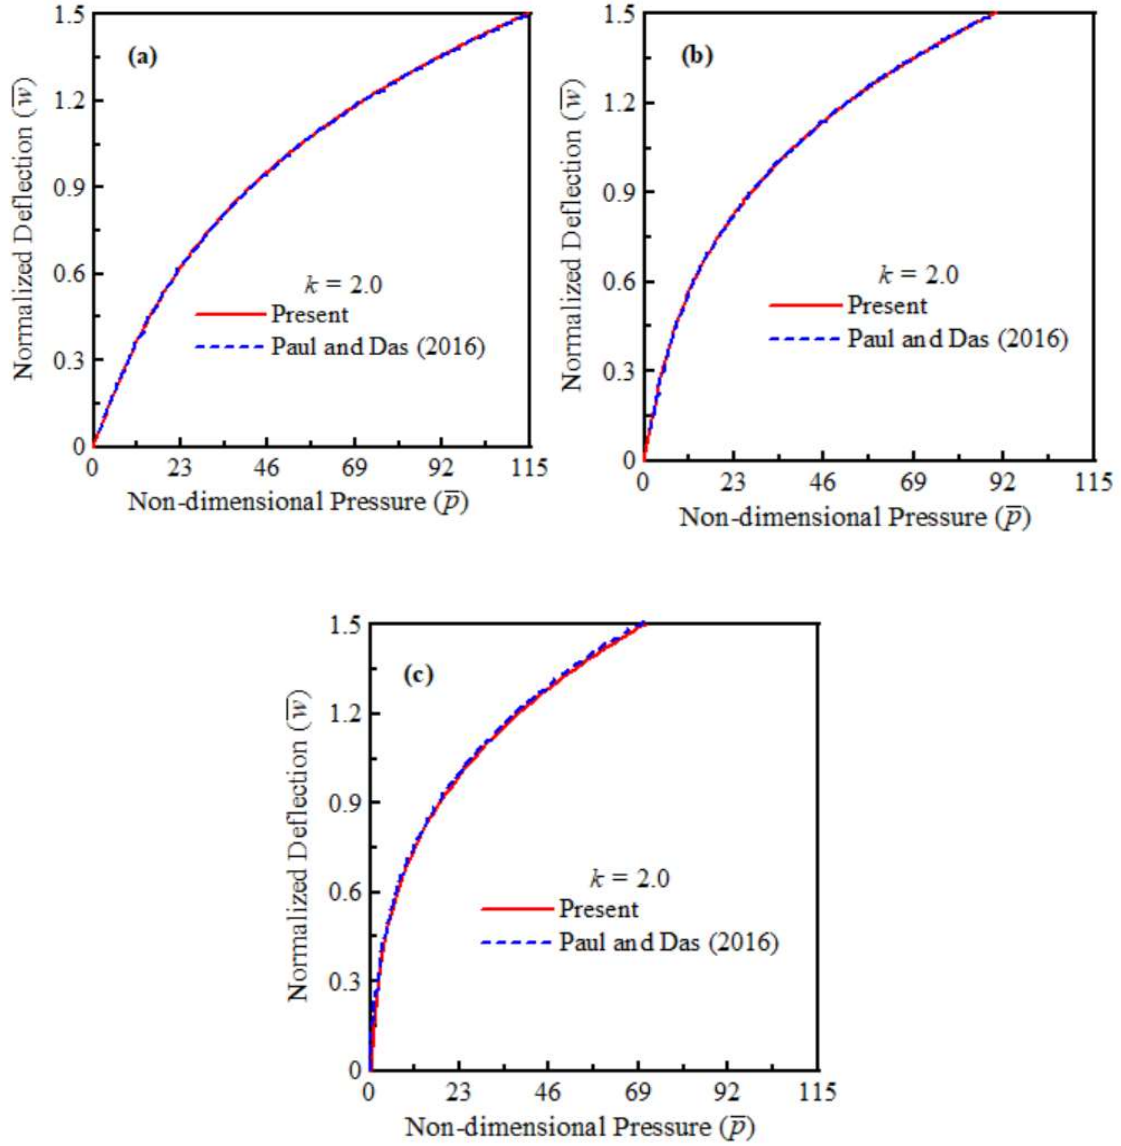 (a)
Normalized Deflection (w̅)
1.5
1.2
0.9
0.6
0.3
0
k = 2.0
Present
Paul and Das (2016)
0 23 46 69 92 115
Non-dimensional Pressure (p̅)
(b)
Normalized Deflection (w̅)
1.5
1.2
0.9
0.6
0.3
0
k = 2.0
Present
Paul and Das (2016)
0 23 46 69 92 115
Non-dimensional Pressure (p̅)
(c)
Normalized Deflection (w̅)
1.5
1.2
0.9
0.6
0.3
0
k = 2.0
Present
Paul and Das (2016)
0 23 46 69 92 115
Non-dimensional Pressure (p̅)